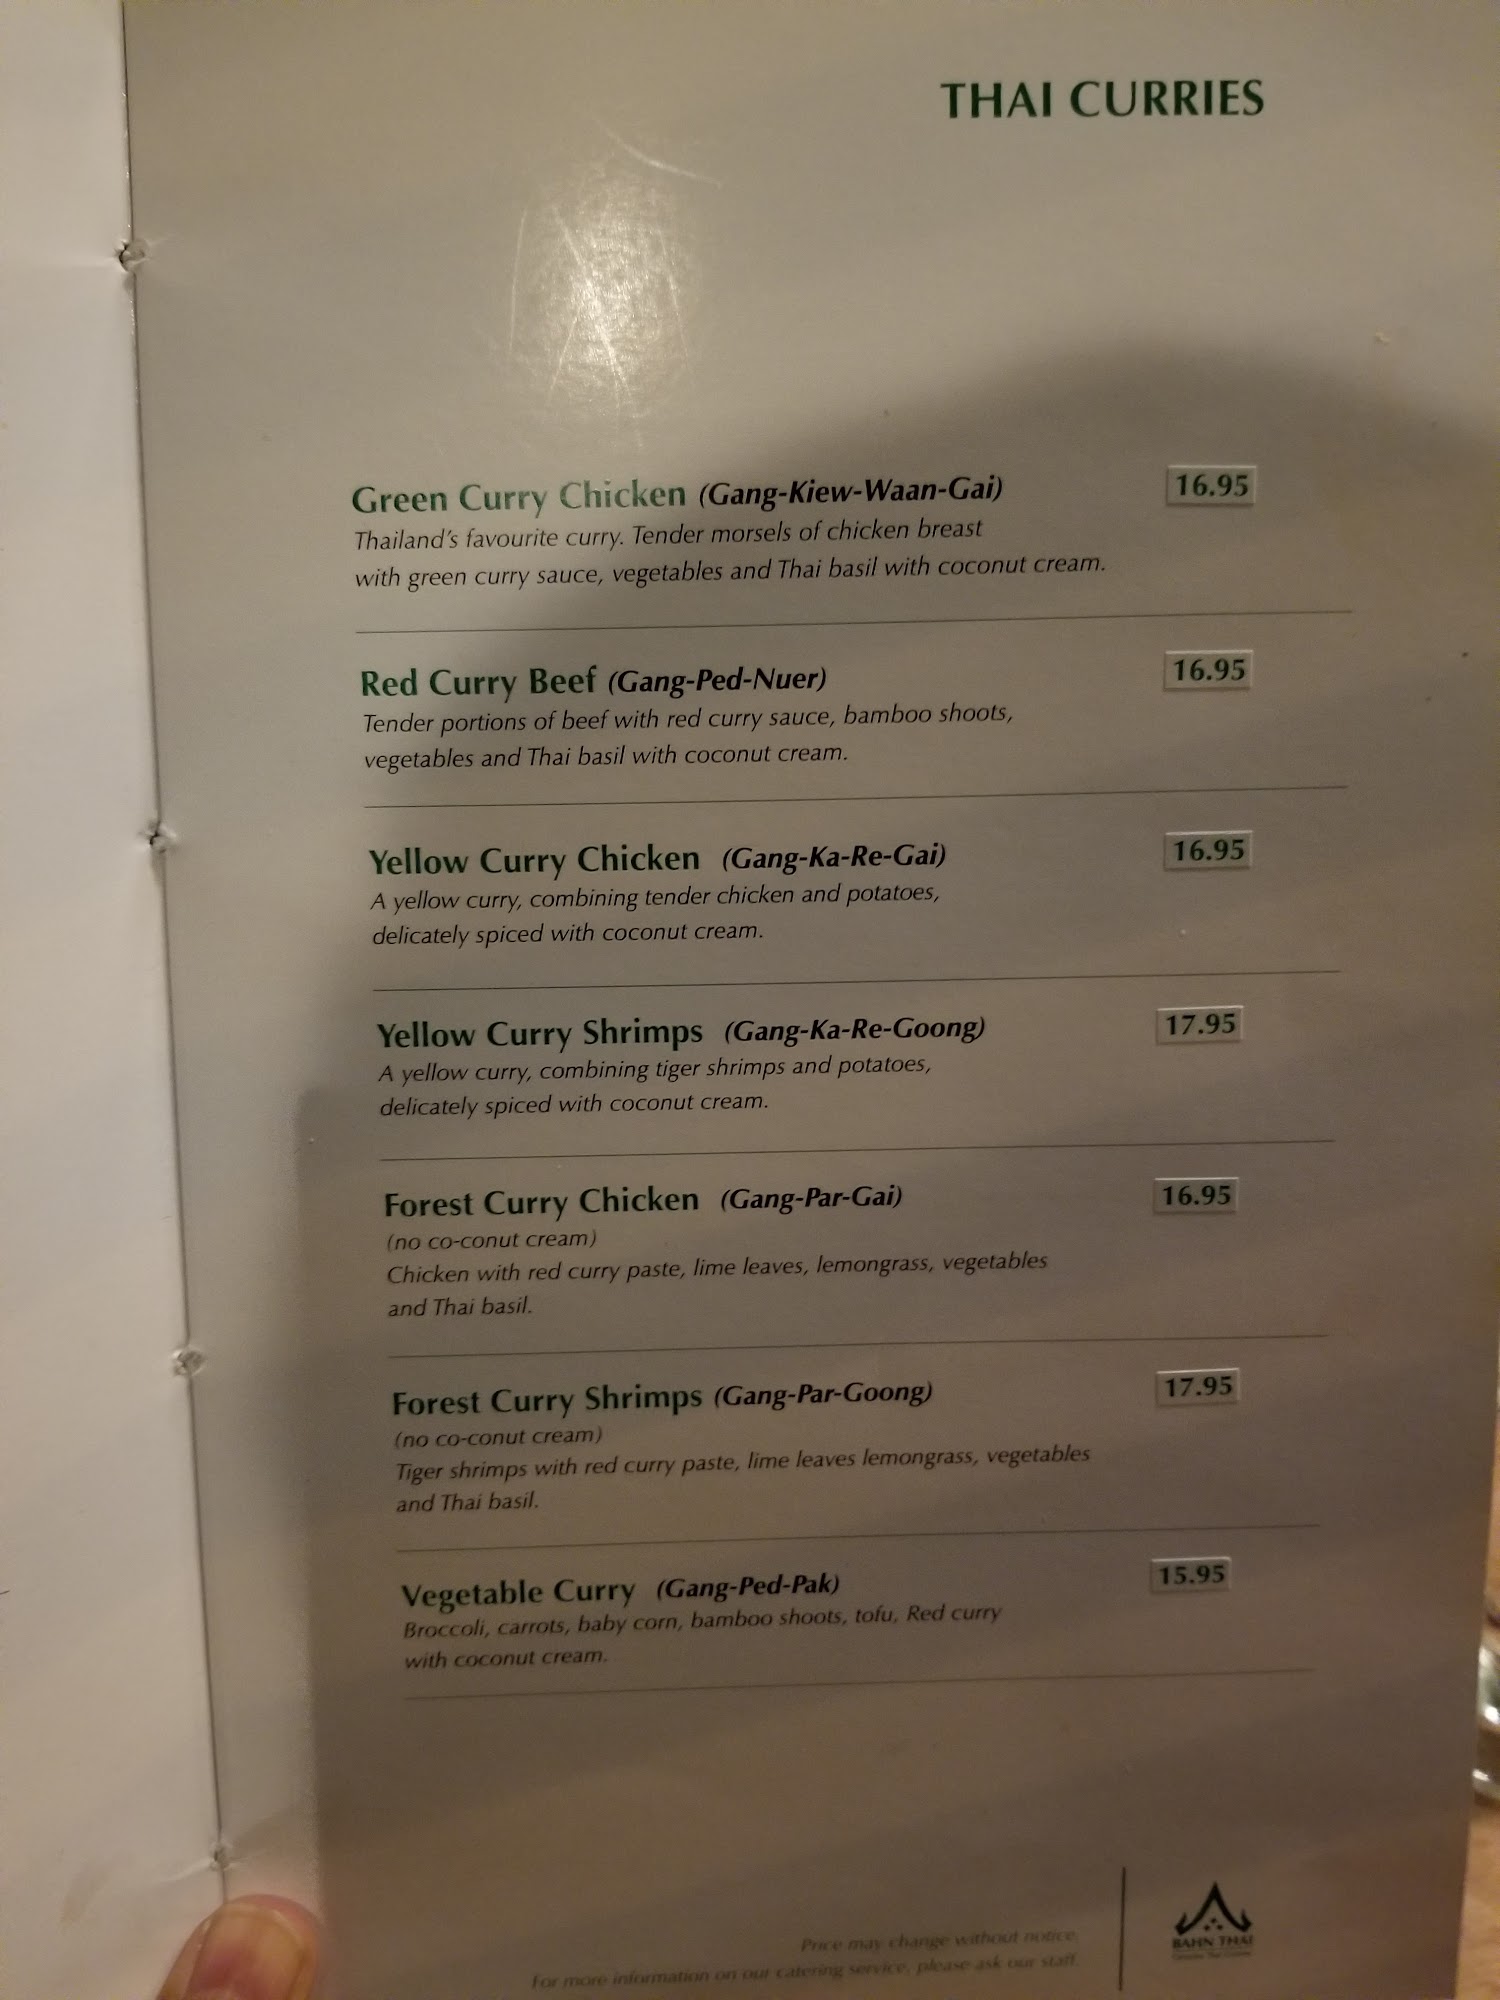 THAI CURRIES
Green Curry Chicken (Gang-Kiew-Waan-Gai) 16.95
Thailand's favourite curry. Tender morsels of chicken breast
with green curry sauce, vegetables and Thai basil with coconut cream.
Red Curry Beef (Gang-Ped-Nuer) 16.95
Tender portions of beef with red curry sauce, bamboo shoots,
vegetables and Thai basil with coconut cream.
Yellow Curry Chicken (Gang-Ka-Re-Gai) 16.95
A yellow curry, combining tender chicken and potatoes,
delicately spiced with coconut cream.
Yellow Curry Shrimps (Gang-Ka-Re-Goong) 17.95
A yellow curry, combining tiger shrimps and potatoes,
delicately spiced with coconut cream.
Forest Curry Chicken (Gang-Par-Gai) 16.95
(no co-conut cream)
Chicken with red curry paste, lime leaves, lemongrass, vegetables
and Thai basil.
Forest Curry Shrimps (Gang-Par-Goong) 17.95
(no co-conut cream)
Tiger shrimps with red curry paste, lime leaves lemongrass, vegetables
and Thai basil.
Vegetable Curry (Gang-Ped-Pak) 15.95
Broccoli, carrots, baby corn, bamboo shoots, tofu, Red curry
with coconut cream.
Price may change without notice.
For more information on our catering service, please ask our staff.
BAHN THAI